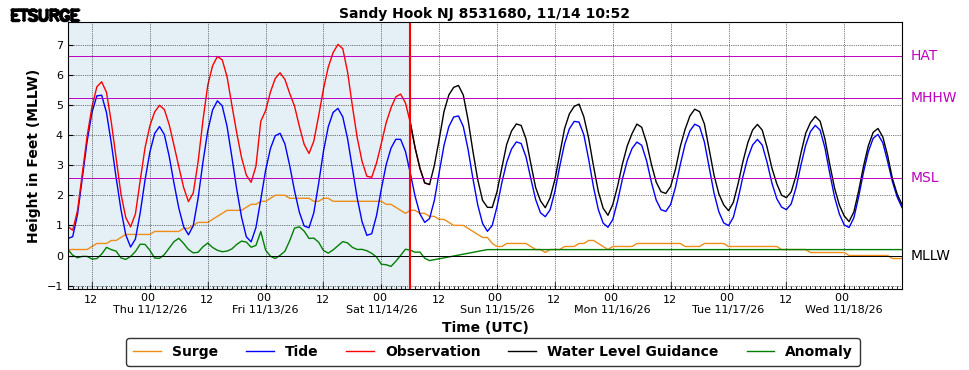 ETSURGE
Sandy Hook NJ 8531680, 11/14 10:52
Height in Feet (MLLW)
7
6
5
4
3
2
1
0
−1
HAT
MHHW
MSL
MLLW
12 00 12 00 12 00 12 00 12 00 12 00 12 00
Thu 11/12/26 Fri 11/13/26 Sat 11/14/26 Sun 11/15/26 Mon 11/16/26 Tue 11/17/26 Wed 11/18/26
Time (UTC)
Surge Tide Observation Water Level Guidance Anomaly